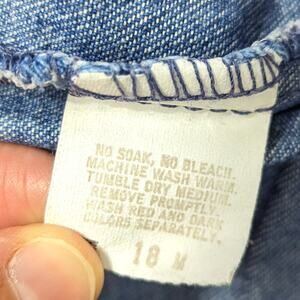 NO SOAK, NO BLEACH.
MACHINE WASH WARM.
TUMBLE DRY MEDIUM.
REMOVE PROMPTLY.
WASH RED AND DARK
COLORS SEPARATELY.
18 M